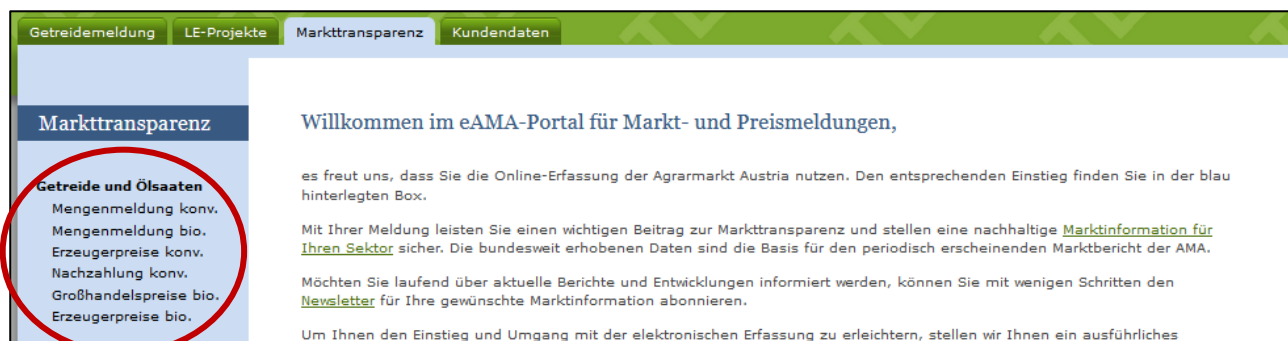 Getreidemeldung LE-Projekte Markttransparenz Kundendaten
Markttransparenz
Getreide und Ölsaaten
Mengenmeldung konv.
Mengenmeldung bio.
Erzeugerpreise konv.
Nachzahlung konv.
Großhandelspreise bio.
Erzeugerpreise bio.
Willkommen im eAMA-Portal für Markt- und Preismeldungen,
es freut uns, dass Sie die Online-Erfassung der Agrarmarkt Austria nutzen. Den entsprechenden Einstieg finden Sie in der blau
hinterlegten Box.
Mit Ihrer Meldung leisten Sie einen wichtigen Beitrag zur Markttransparenz und stellen eine nachhaltige Marktinformation für
Ihren Sektor sicher. Die bundesweit erhobenen Daten sind die Basis für den periodisch erscheinenden Marktbericht der AMA.
Möchten Sie laufend über aktuelle Berichte und Entwicklungen informiert werden, können Sie mit wenigen Schritten den
Newsletter für Ihre gewünschte Marktinformation abonnieren.
Um Ihnen den Einstieg und Umgang mit der elektronischen Erfassung zu erleichtern, stellen wir Ihnen ein ausführliches